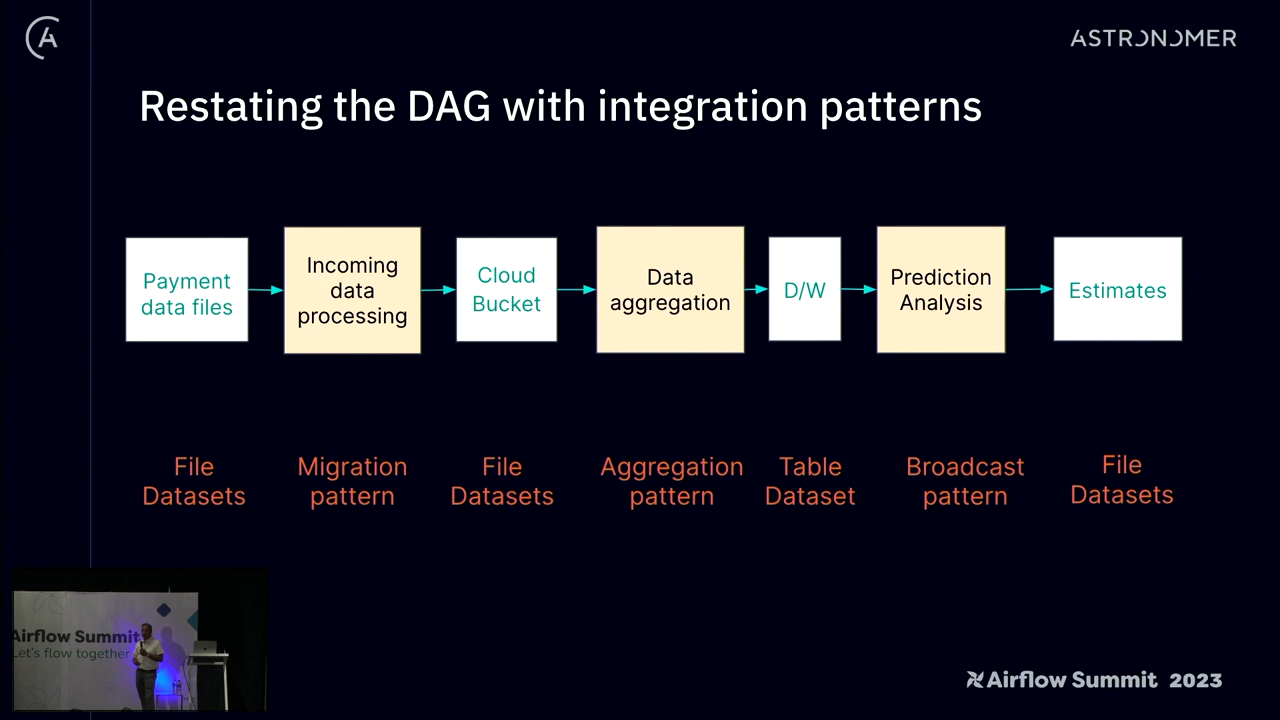 ASTRONOMER
Restating the DAG with integration patterns
Payment
data files
Incoming
data
processing
Cloud
Bucket
Data
aggregation
D/W
Prediction
Analysis
Estimates
File
Datasets
Migration
pattern
File
Datasets
Aggregation
pattern
Table
Dataset
Broadcast
pattern
File
Datasets
Airflow Summit
Let's flow together
Airflow Summit 2023